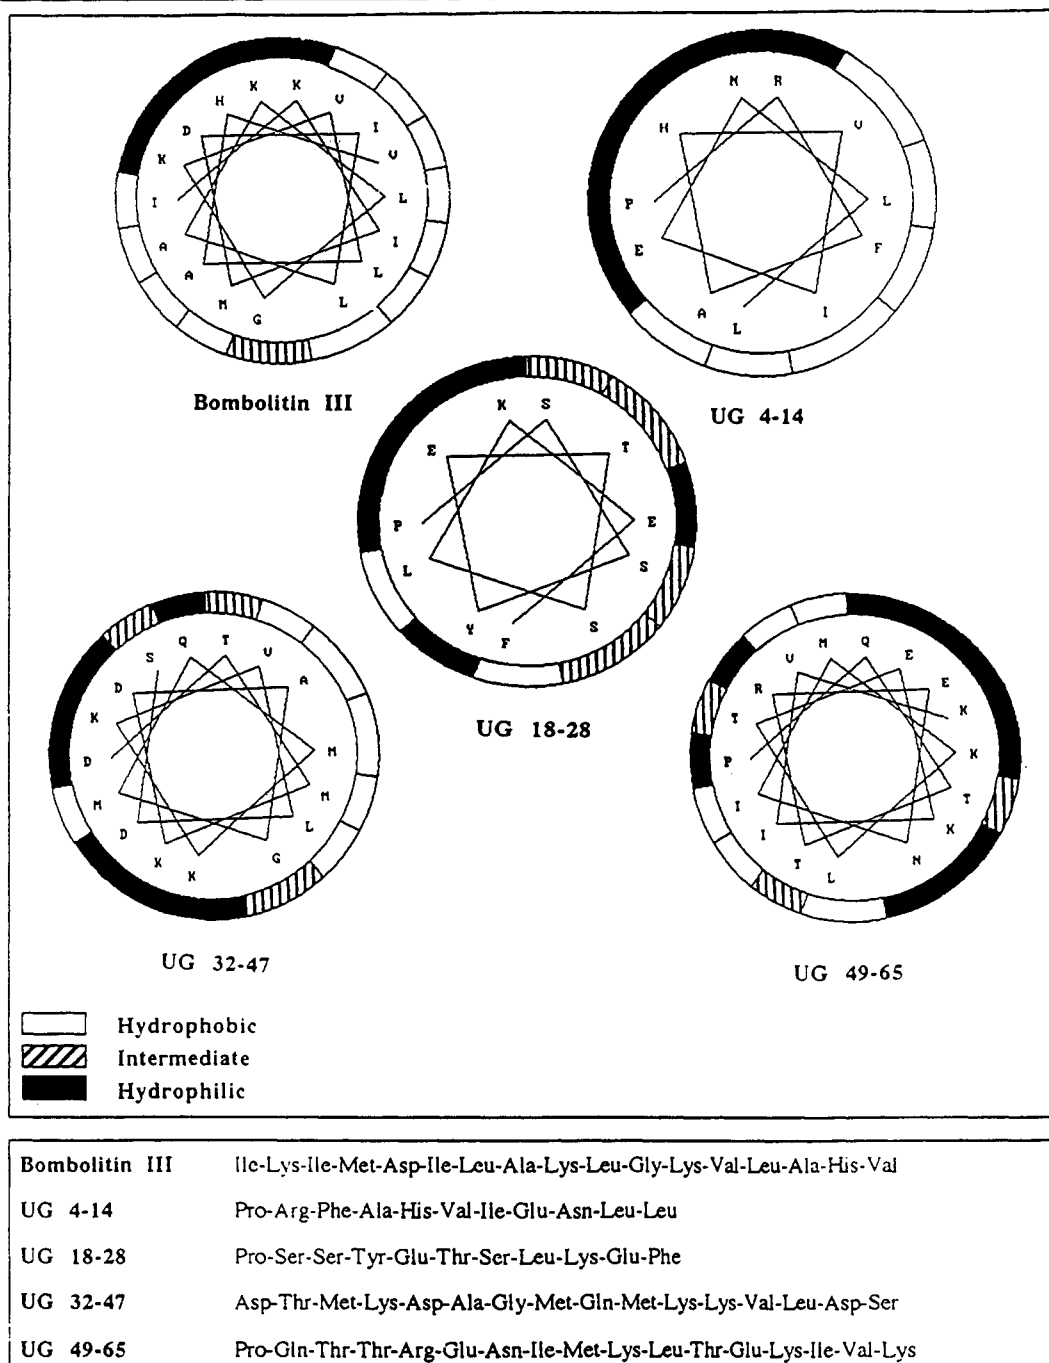 K K
H V
D I
K V
I L
A I
A L
M L
G
Bombolitin III
N R
H V
P L
E F
A I
L
UG 4-14
K S
E T
P E
L S
Y S
F
UG 18-28
S Q T V
D A
K
D M
M M
D L
K G
K
UG 32-47
V M Q E
R E
T K
P K
I T
I K
T N
L
UG 49-65
Hydrophobic
Intermediate
Hydrophilic
Bombolitin III Ile-Lys-Ile-Met-Asp-Ile-Leu-Ala-Lys-Leu-Gly-Lys-Val-Leu-Ala-His-Val
UG 4-14 Pro-Arg-Phe-Ala-His-Val-Ile-Glu-Asn-Leu-Leu
UG 18-28 Pro-Ser-Ser-Tyr-Glu-Thr-Ser-Leu-Lys-Glu-Phe
UG 32-47 Asp-Thr-Met-Lys-Asp-Ala-Gly-Met-Gln-Met-Lys-Lys-Val-Leu-Asp-Ser
UG 49-65 Pro-Gln-Thr-Thr-Arg-Glu-Asn-Ile-Met-Lys-Leu-Thr-Glu-Lys-Ile-Val-Lys